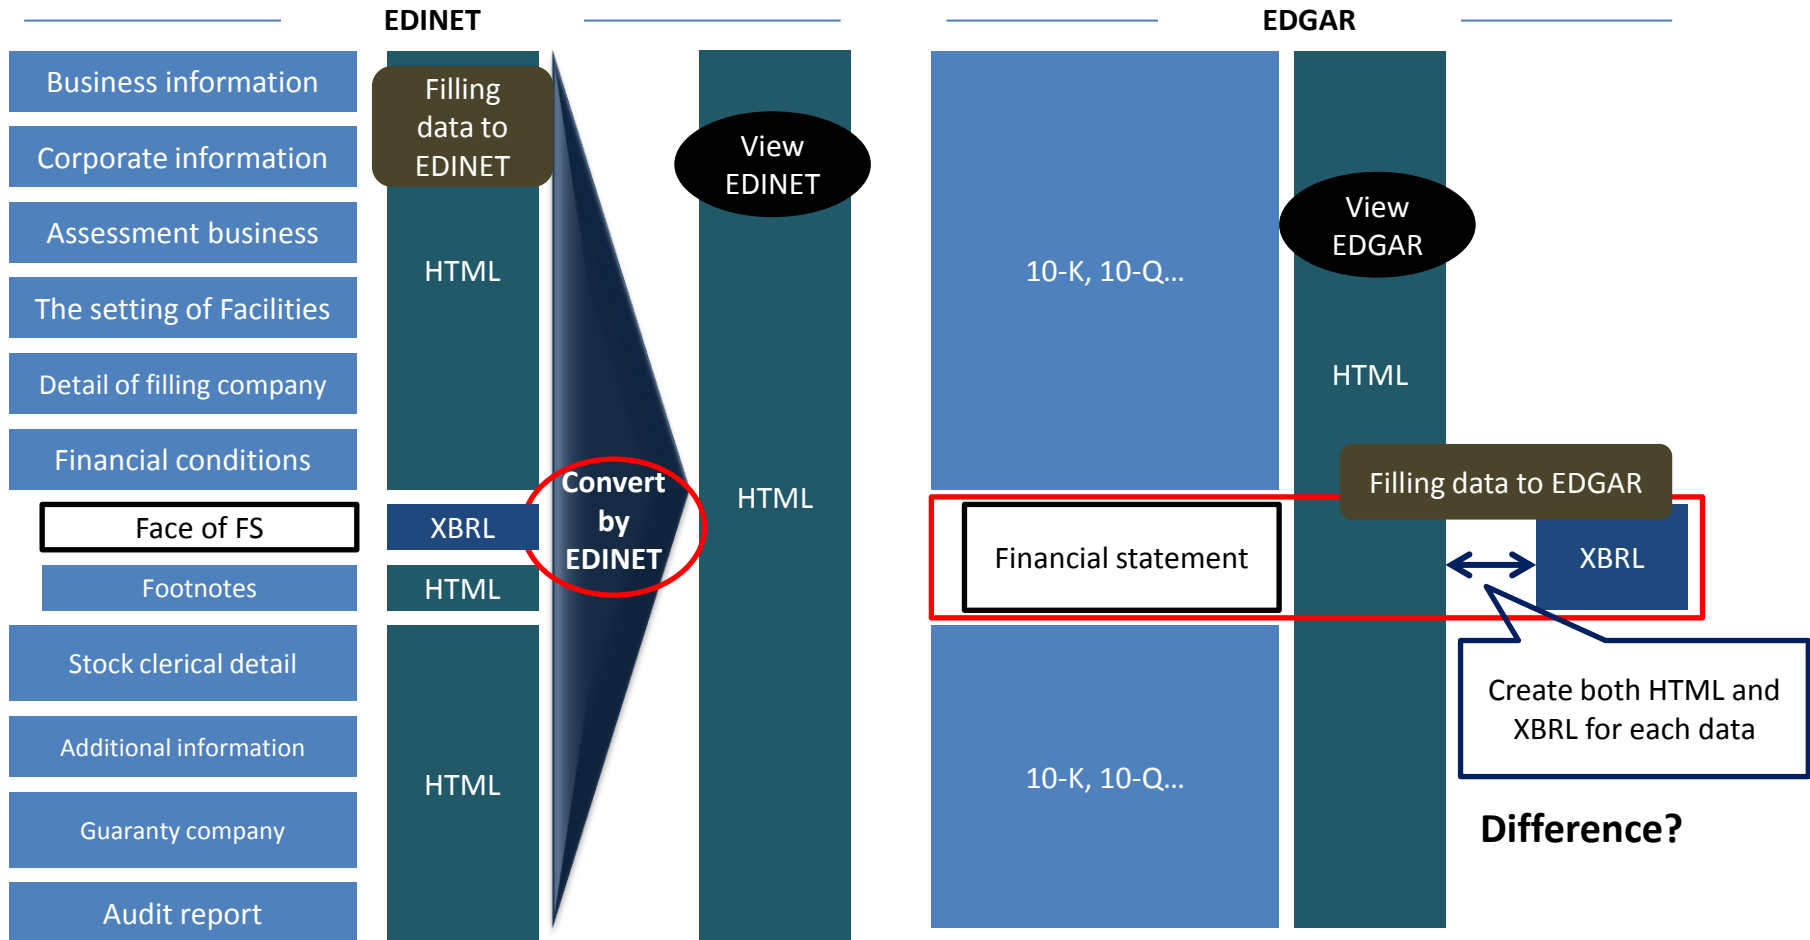 EDINET
Business information
Corporate information
Assessment business
The setting of Facilities
Detail of filling company
Financial conditions
Face of FS
Footnotes
Stock clerical detail
Additional information
Guaranty company
Audit report
Filling
data to
EDINET
HTML
XBRL
HTML
HTML
Convert
by
EDINET
View
EDINET
HTML
EDGAR
10-K, 10-Q...
Financial statement
10-K, 10-Q...
View
EDGAR
HTML
Filling data to EDGAR
XBRL
Create both HTML and
XBRL for each data
Difference?